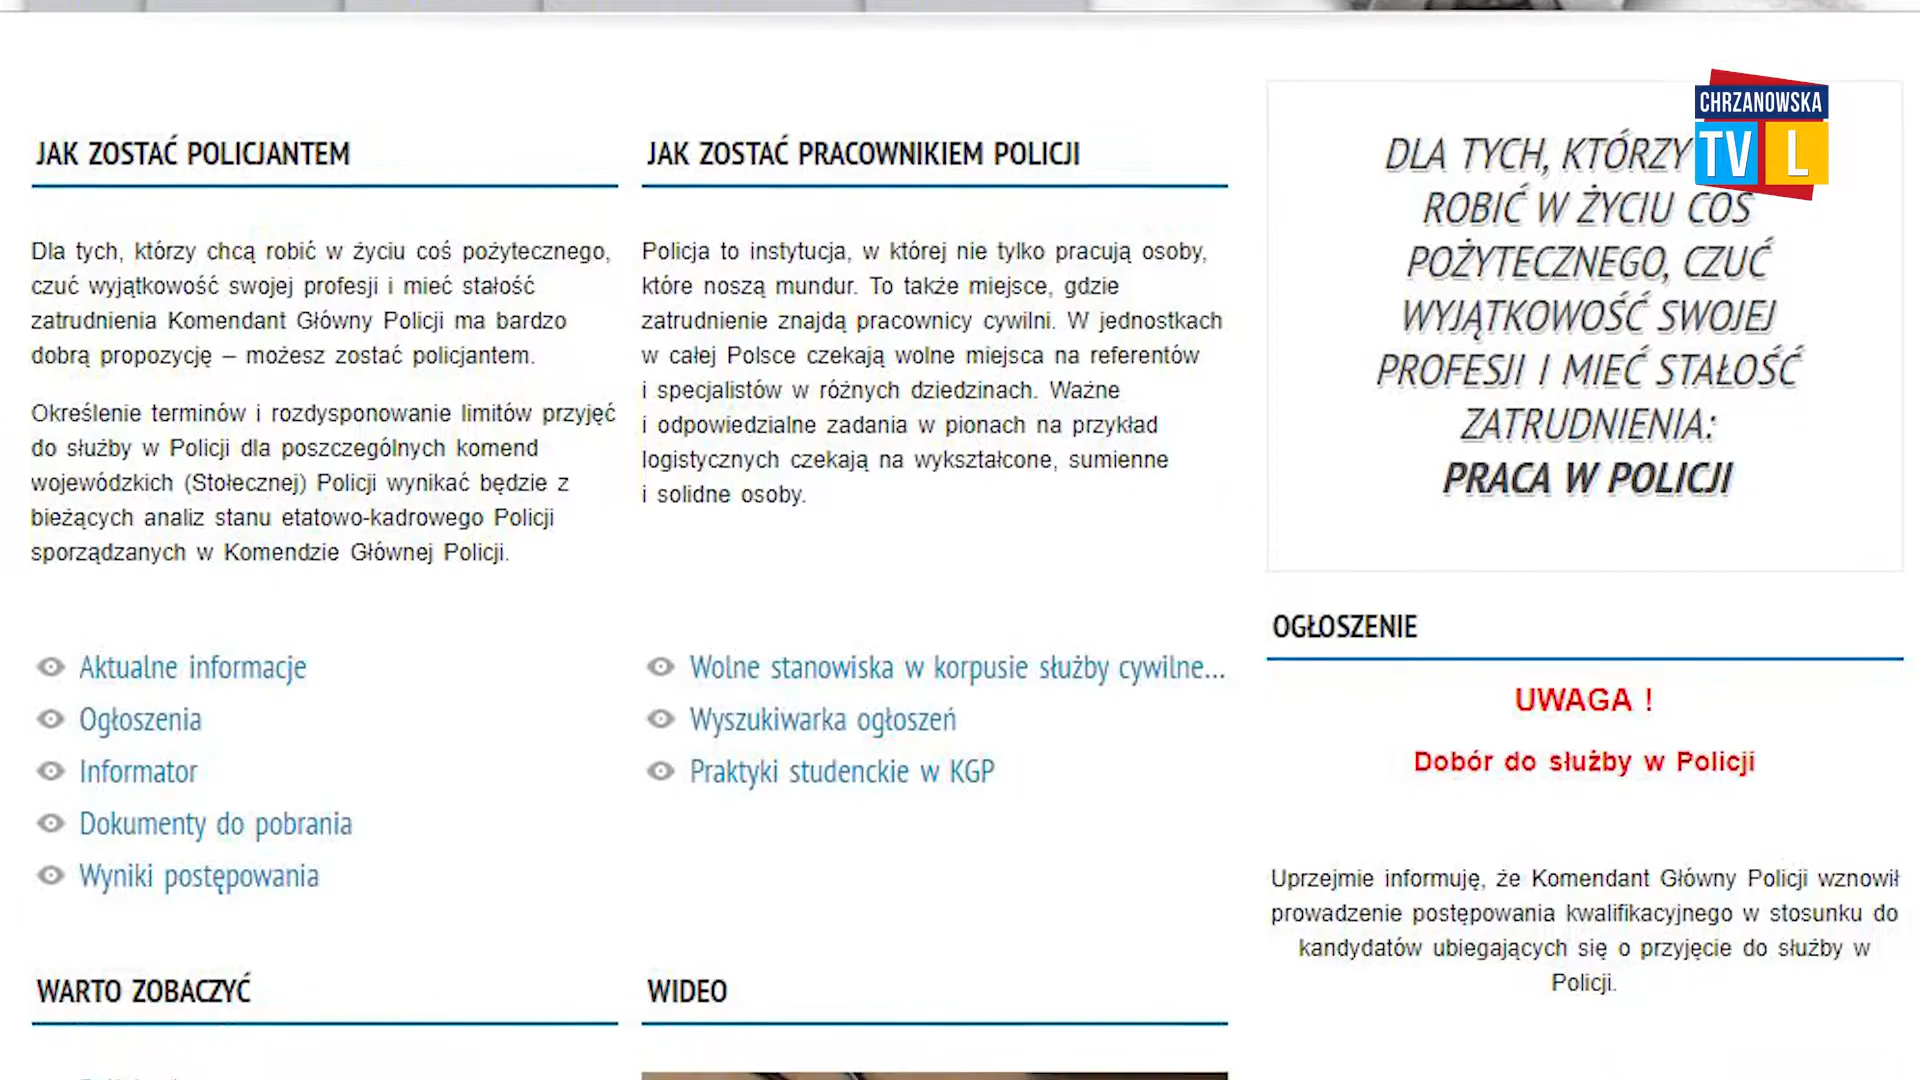 JAK ZOSTAĆ POLICJANTEM
Dla tych, którzy chcą robić w życiu coś pożytecznego,
czuć wyjątkowość swojej profesji i mieć stałość
zatrudnienia Komendant Główny Policji ma bardzo
dobrą propozycję – możesz zostać policjantem.
Określenie terminów i rozdysponowanie limitów przyjęć
do służby w Policji dla poszczególnych komend
wojewódzkich (Stołecznej) Policji wynikać będzie z
bieżących analiz stanu etatowo-kadrowego Policji
sporządzanych w Komendzie Głównej Policji.
Aktualne informacje
Ogłoszenia
Informator
Dokumenty do pobrania
Wyniki postępowania
WARTO ZOBACZYĆ
JAK ZOSTAĆ PRACOWNIKIEM POLICJI
Policja to instytucja, w której nie tylko pracują osoby,
które noszą mundur. To także miejsce, gdzie
zatrudnienie znajdą pracownicy cywilni. W jednostkach
w całej Polsce czekają wolne miejsca na referentów
i specjalistów w różnych dziedzinach. Ważne
i odpowiedzialne zadania w pionach na przykład
logistycznych czekają na wykształcone, sumienne
i solidne osoby.
Wolne stanowiska w korpusie służby cywilne...
Wyszukiwarka ogłoszeń
Praktyki studenckie w KGP
WIDEO
CHRZANOWSKA
TV L
DLA TYCH, KTÓRZY
ROBIĆ W ŻYCIU COŚ
POŻYTECZNEGO, CZUĆ
WYJĄTKOWOŚĆ SWOJEJ
PROFESJI I MIEĆ STAŁOŚĆ
ZATRUDNIENIA:
PRACA W POLICJI
OGŁOSZENIE
UWAGA !
Dobór do służby w Policji
Uprzejmie informuję, że Komendant Główny Policji wznowił
prowadzenie postępowania kwalifikacyjnego w stosunku do
kandydatów ubiegających się o przyjęcie do służby w
Policji.